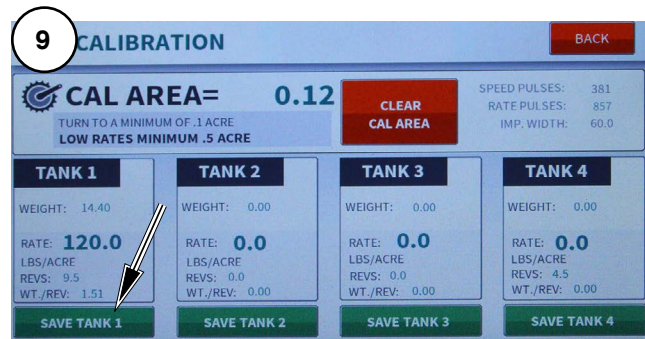 9
CALIBRATION
BACK
CAL AREA= 0.12
TURN TO A MINIMUM OF .1 ACRE
LOW RATES MINIMUM .5 ACRE
CLEAR
CAL AREA
SPEED PULSES: 381
RATE PULSES: 857
IMP. WIDTH: 60.0
TANK 1
WEIGHT: 14.40
RATE: 120.0
LBS/ACRE
REVS: 9.5
WT./REV: 1.51
SAVE TANK 1
TANK 2
WEIGHT: 0.00
RATE: 0.0
LBS/ACRE
REVS: 0.0
WT./REV: 0.00
SAVE TANK 2
TANK 3
WEIGHT: 0.00
RATE: 0.0
LBS/ACRE
REVS: 0.0
WT./REV: 0.00
SAVE TANK 3
TANK 4
WEIGHT: 0.00
RATE: 0.0
LBS/ACRE
REVS: 4.5
WT./REV: 0.00
SAVE TANK 4